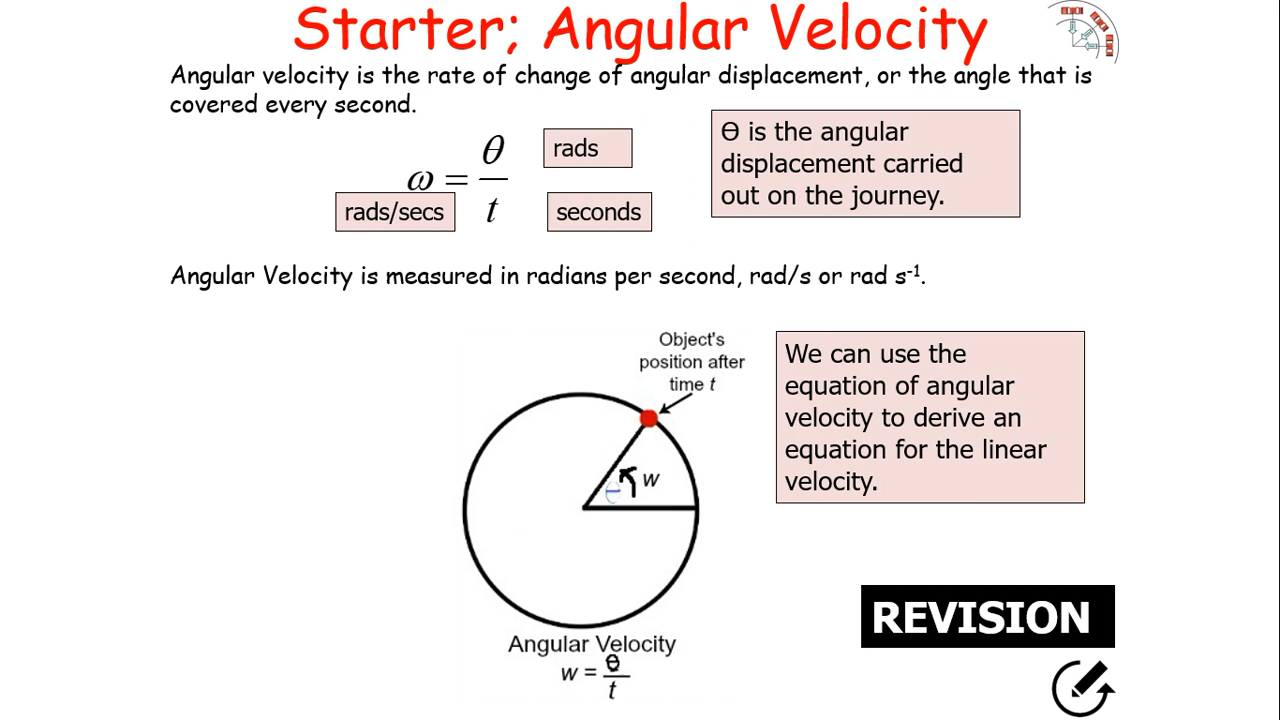 Starter; Angular Velocity
Angular velocity is the rate of change of angular displacement, or the angle that is
covered every second.
ω = θ / t
rads
rads/secs
seconds
Ɵ is the angular
displacement carried
out on the journey.
Angular Velocity is measured in radians per second, rad/s or rad s⁻¹.
Object's
position after
time t
θ
w
We can use the
equation of angular
velocity to derive an
equation for the linear
velocity.
Angular Velocity
w = Θ / t
REVISION